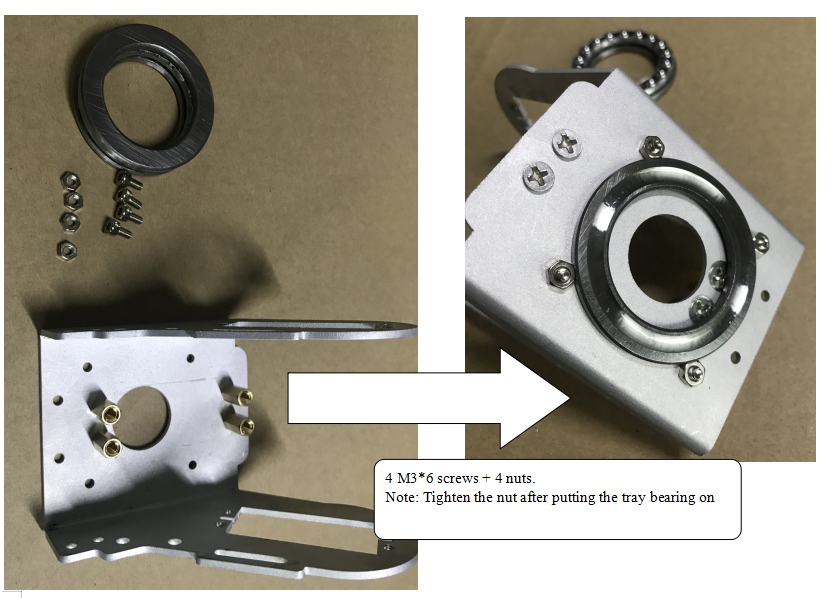 4 M3*6 screws + 4 nuts.
Note: Tighten the nut after putting the tray bearing on